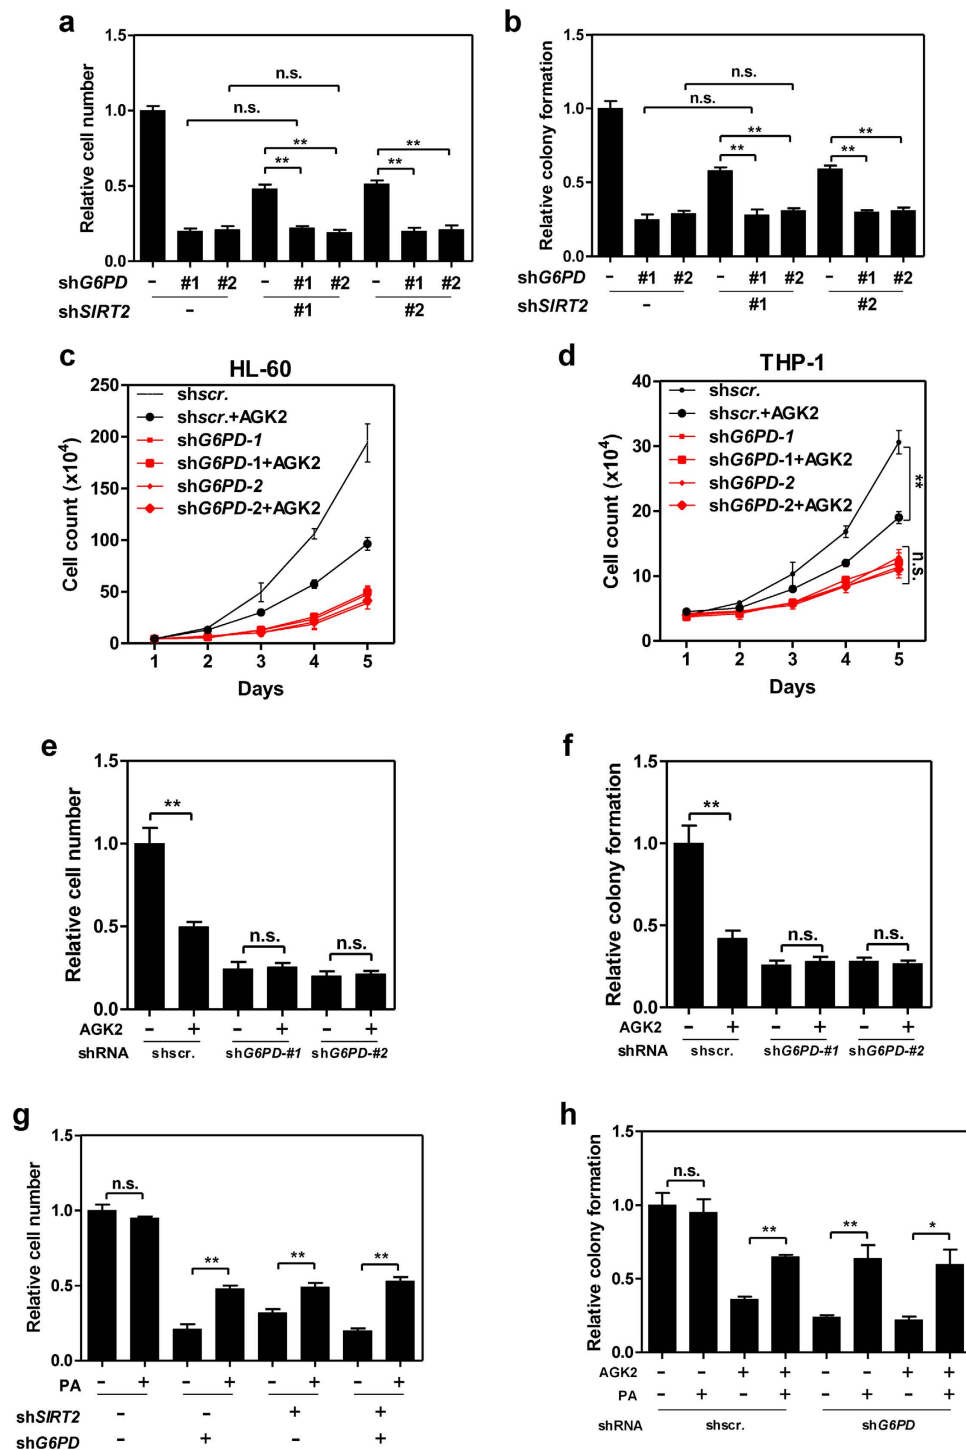 a
Relative cell number
1.5
1.0
0.5
0.0
n.s.
n.s.
**
**
**
**
shG6PD - #1 #2 - #1 #2 - #1 #2
shSIRT2 - #1 #2
b
Relative colony formation
1.5
1.0
0.5
0.0
n.s.
n.s.
**
**
**
**
shG6PD - #1 #2 - #1 #2 - #1 #2
shSIRT2 - #1 #2
c
HL-60
Cell count (x10⁴)
250
200
150
100
50
0
shscr.
shscr.+AGK2
shG6PD-1
shG6PD-1+AGK2
shG6PD-2
shG6PD-2+AGK2
1 2 3 4 5
Days
d
THP-1
Cell count (x10⁴)
40
30
20
10
0
shscr.
shscr.+AGK2
shG6PD-1
shG6PD-1+AGK2
shG6PD-2
shG6PD-2+AGK2
**
n.s.
1 2 3 4 5
Days
e
Relative cell number
1.5
1.0
0.5
0.0
**
n.s.
n.s.
AGK2 - + - + - +
shRNA shscr. shG6PD-#1 shG6PD-#2
f
Relative colony formation
1.5
1.0
0.5
0.0
**
n.s.
n.s.
AGK2 - + - + - +
shRNA shscr. shG6PD-#1 shG6PD-#2
g
Relative cell number
1.5
1.0
0.5
0.0
n.s.
**
**
**
PA - + - + - + - +
shSIRT2 - - + +
shG6PD - + - +
h
Relative colony formation
1.5
1.0
0.5
0.0
n.s.
**
**
*
AGK2 - - + + - - + +
PA - + - + - + - +
shRNA shscr. shG6PD